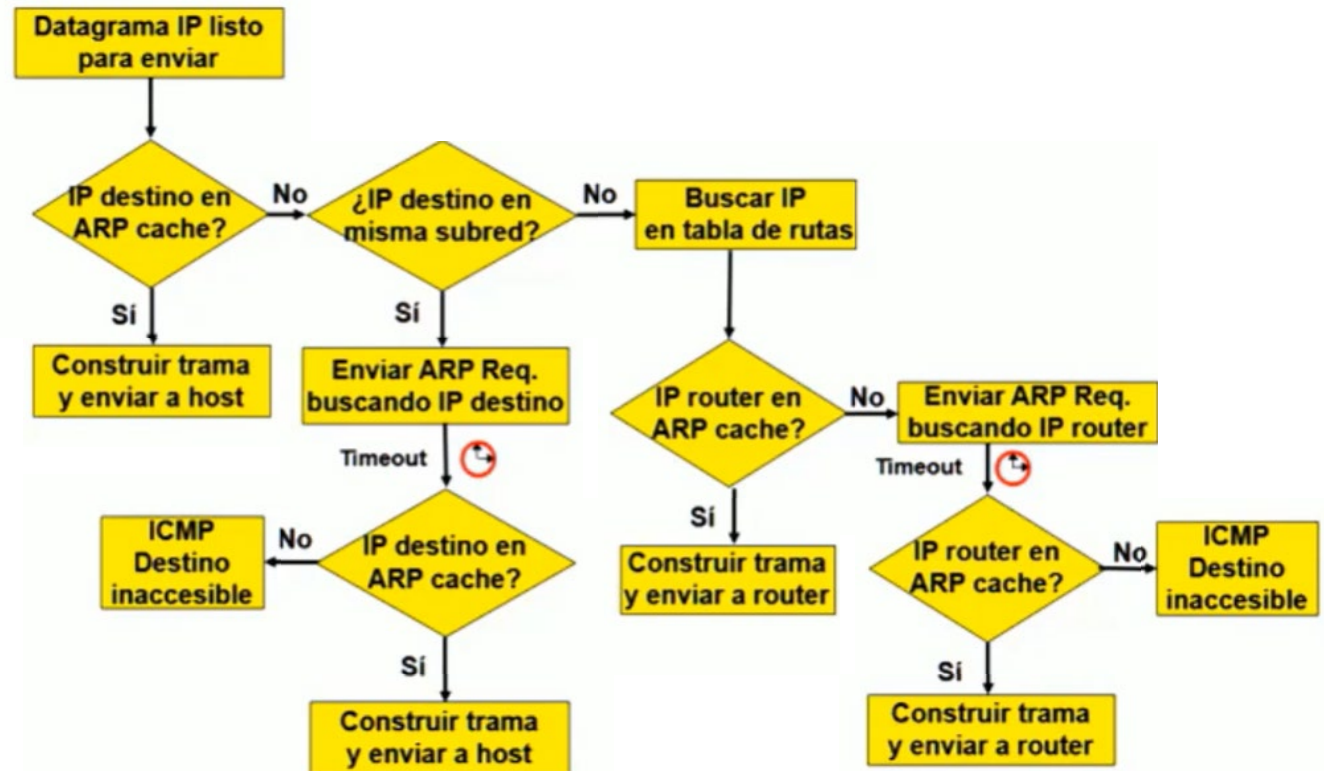 Datagrama IP listo
para enviar
IP destino en
ARP cache?
No
¿IP destino en
misma subred?
No
Buscar IP
en tabla de rutas
Sí
Construir trama
y enviar a host
Sí
Enviar ARP Req.
buscando IP destino
IP router en
ARP cache?
No
Enviar ARP Req.
buscando IP router
Timeout
Timeout
ICMP
Destino
inaccesible
No
IP destino en
ARP cache?
Sí
Construir trama
y enviar a router
IP router en
ARP cache?
No
ICMP
Destino
inaccesible
Sí
Construir trama
y enviar a host
Sí
Construir trama
y enviar a router